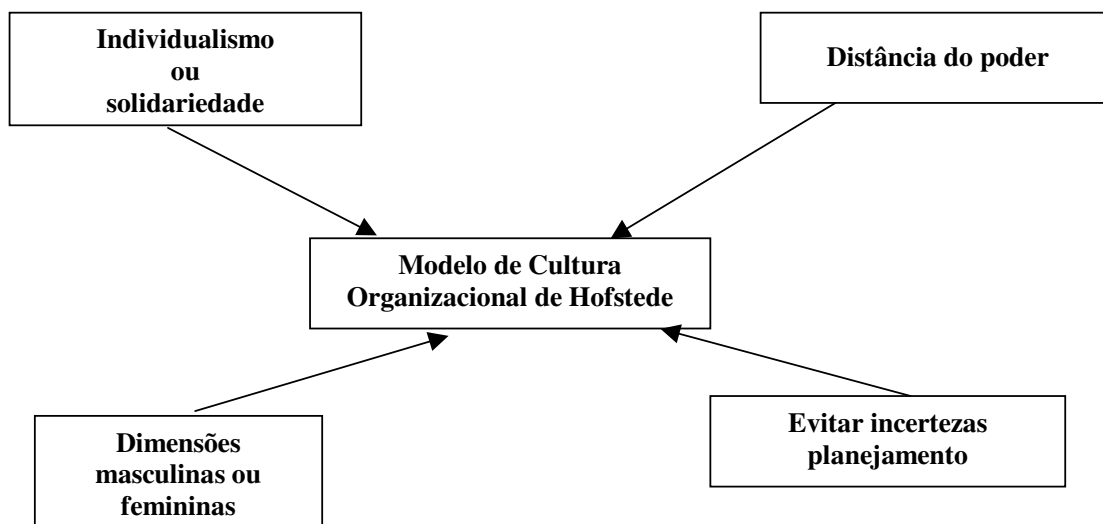 Individualismo
ou
solidariedade
Distância do poder
Modelo de Cultura
Organizacional de Hofstede
Dimensões
masculinas ou
femininas
Evitar incertezas
planejamento